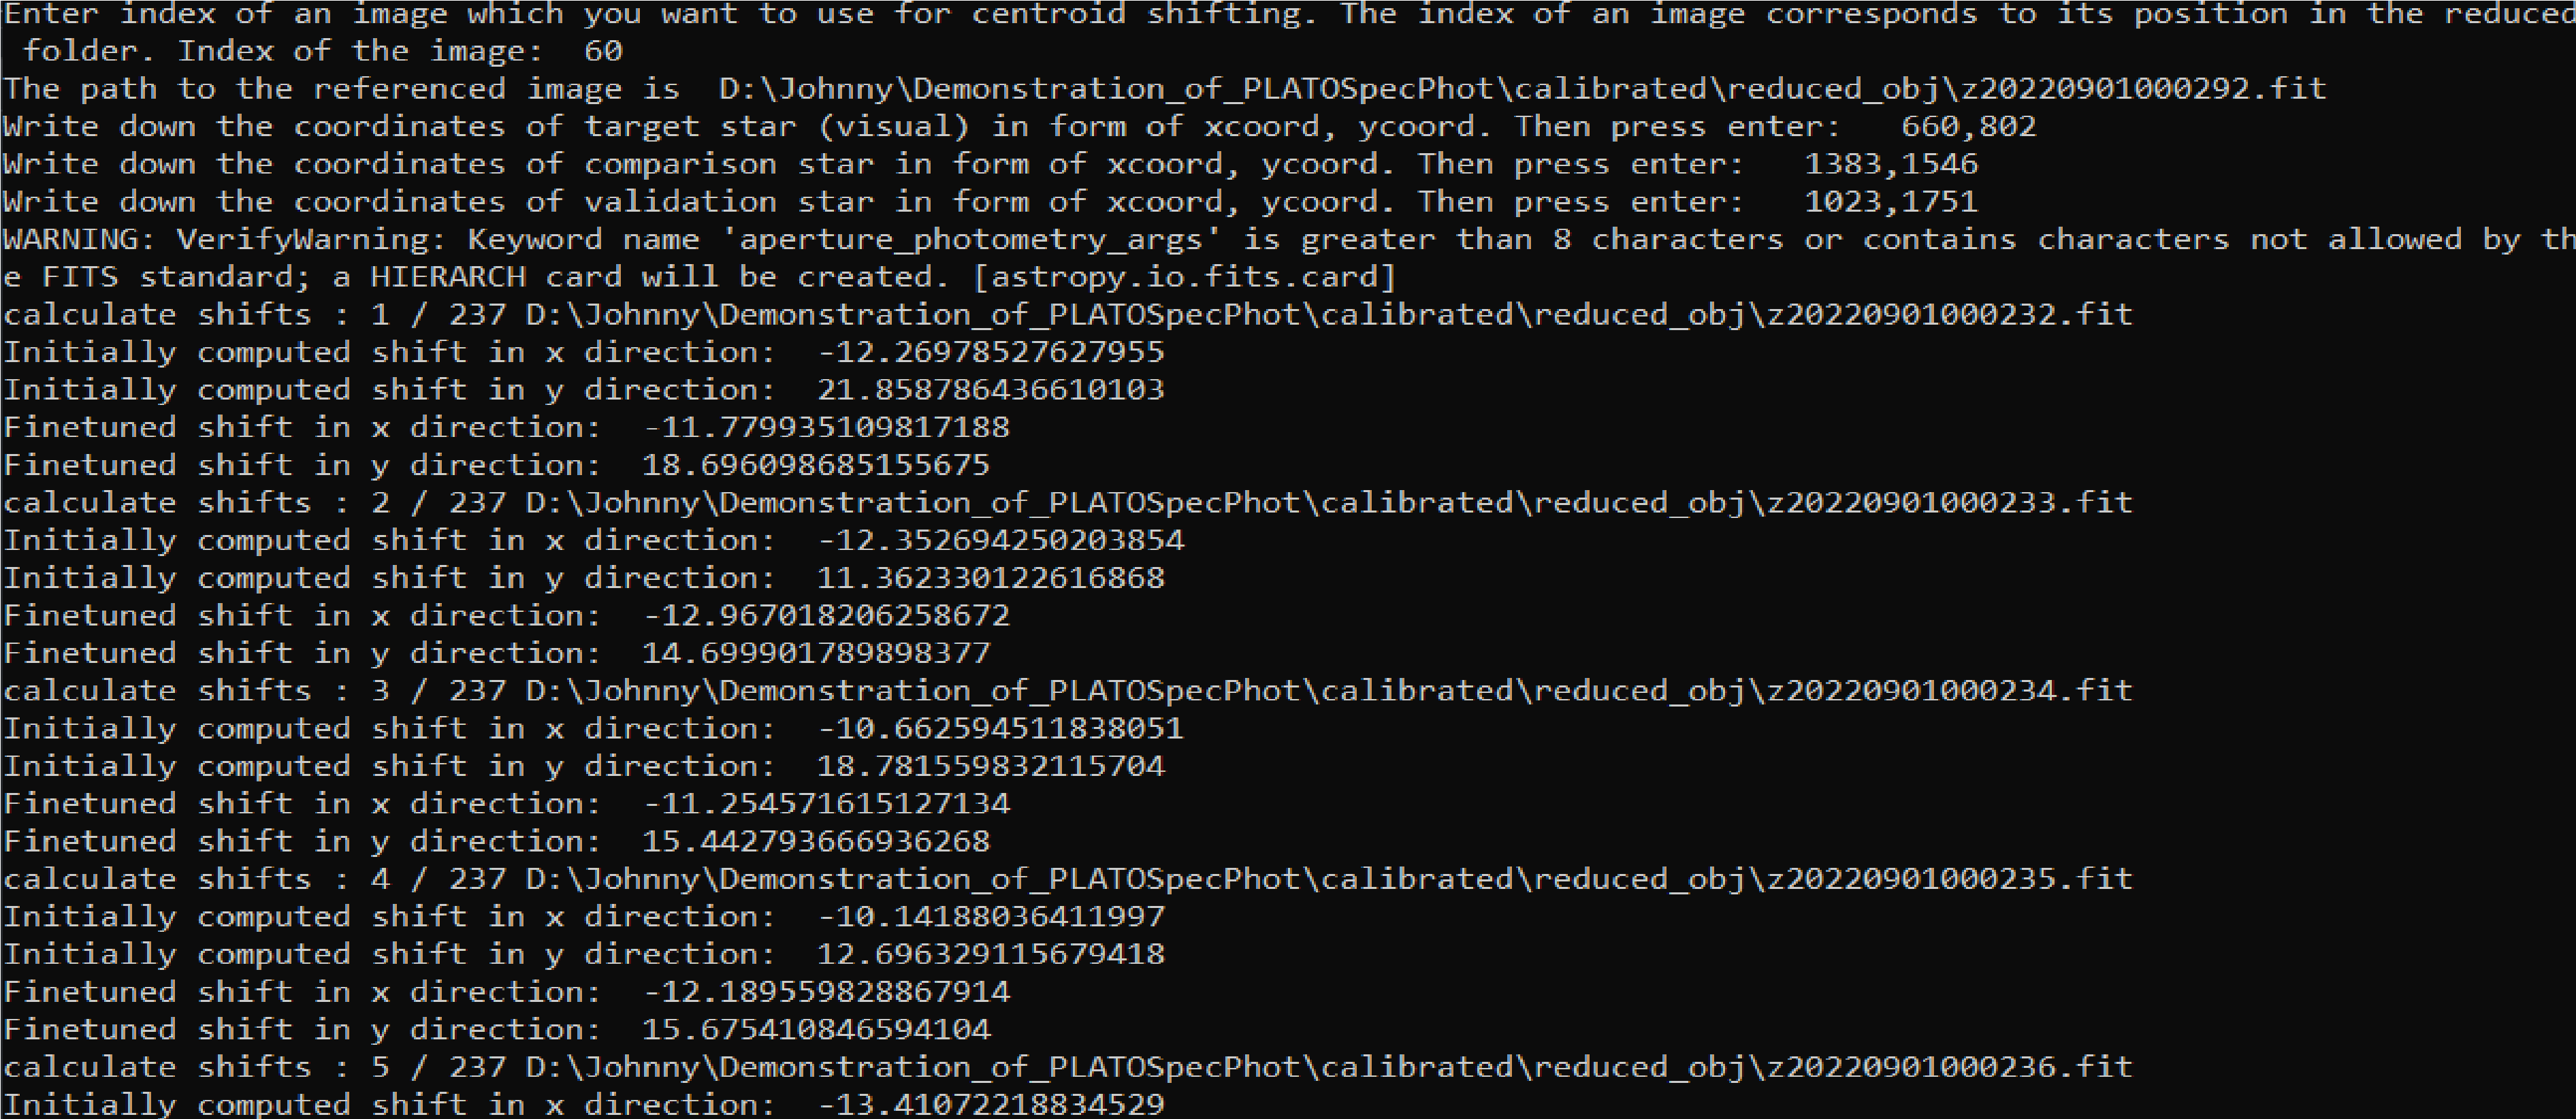 Enter index of an image which you want to use for centroid shifting. The index of an image corresponds to its position in the reduced
 folder. Index of the image:  60
The path to the referenced image is  D:\Johnny\Demonstration_of_PLATOSpecPhot\calibrated\reduced_obj\z20220901000292.fit
Write down the coordinates of target star (visual) in form of xcoord, ycoord. Then press enter:   660,802
Write down the coordinates of comparison star in form of xcoord, ycoord. Then press enter:   1383,1546
Write down the coordinates of validation star in form of xcoord, ycoord. Then press enter:   1023,1751
WARNING: VerifyWarning: Keyword name 'aperture_photometry_args' is greater than 8 characters or contains characters not allowed by th
e FITS standard; a HIERARCH card will be created. [astropy.io.fits.card]
calculate shifts : 1 / 237 D:\Johnny\Demonstration_of_PLATOSpecPhot\calibrated\reduced_obj\z20220901000232.fit
Initially computed shift in x direction:  -12.26978527627955
Initially computed shift in y direction:  21.858786436610103
Finetuned shift in x direction:  -11.779935109817188
Finetuned shift in y direction:  18.696098685155675
calculate shifts : 2 / 237 D:\Johnny\Demonstration_of_PLATOSpecPhot\calibrated\reduced_obj\z20220901000233.fit
Initially computed shift in x direction:  -12.352694250203854
Initially computed shift in y direction:  11.362330122616868
Finetuned shift in x direction:  -12.967018206258672
Finetuned shift in y direction:  14.699901789898377
calculate shifts : 3 / 237 D:\Johnny\Demonstration_of_PLATOSpecPhot\calibrated\reduced_obj\z20220901000234.fit
Initially computed shift in x direction:  -10.662594511838051
Initially computed shift in y direction:  18.781559832115704
Finetuned shift in x direction:  -11.254571615127134
Finetuned shift in y direction:  15.442793666936268
calculate shifts : 4 / 237 D:\Johnny\Demonstration_of_PLATOSpecPhot\calibrated\reduced_obj\z20220901000235.fit
Initially computed shift in x direction:  -10.14188036411997
Initially computed shift in y direction:  12.696329115679418
Finetuned shift in x direction:  -12.189559828867914
Finetuned shift in y direction:  15.675410846594104
calculate shifts : 5 / 237 D:\Johnny\Demonstration_of_PLATOSpecPhot\calibrated\reduced_obj\z20220901000236.fit
Initially computed shift in x direction:  -13.41072218834529